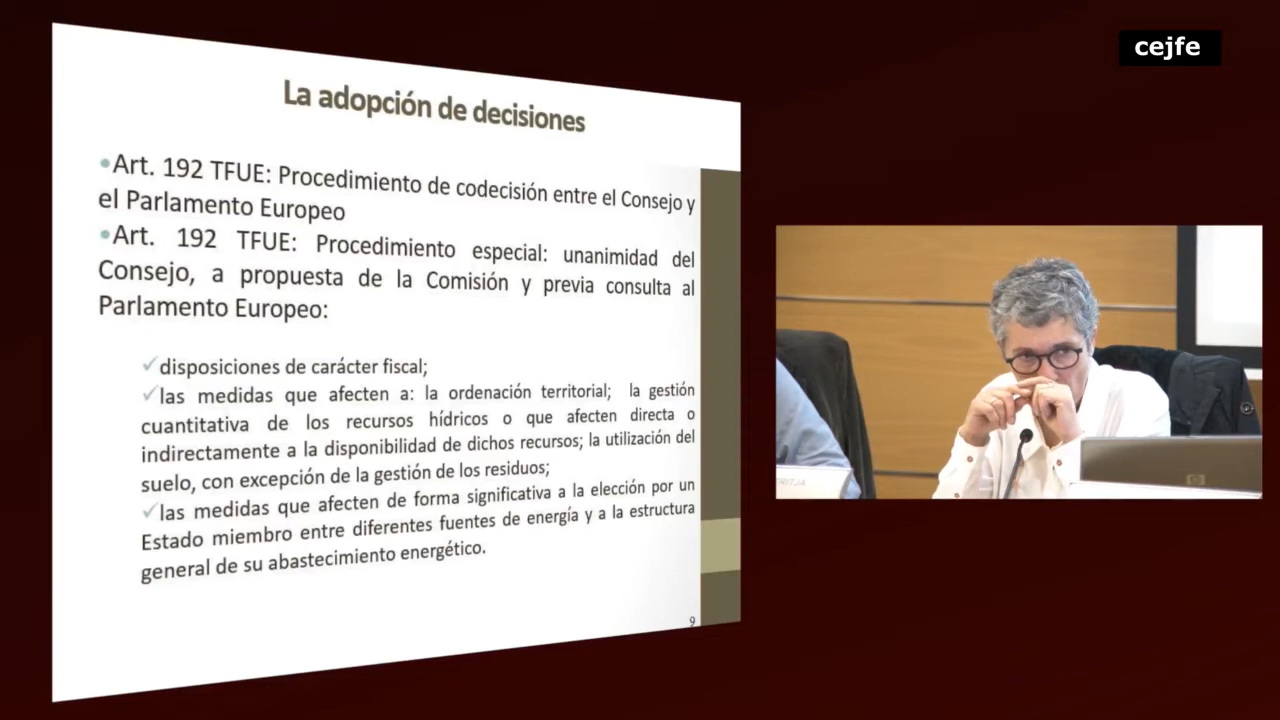 cejfe
La adopción de decisiones
•Art. 192 TFUE: Procedimiento de codecisión entre el Consejo y
el Parlamento Europeo
•Art. 192 TFUE: Procedimiento especial: unanimidad del
Consejo, a propuesta de la Comisión y previa consulta al
Parlamento Europeo:
✓disposiciones de carácter fiscal;
✓las medidas que afecten a: la ordenación territorial; la gestión
cuantitativa de los recursos hídricos o que afecten directa o
indirectamente a la disponibilidad de dichos recursos; la utilización del
suelo, con excepción de la gestión de los residuos;
✓las medidas que afecten de forma significativa a la elección por un
Estado miembro entre diferentes fuentes de energía y a la estructura
general de su abastecimiento energético.
9
hp